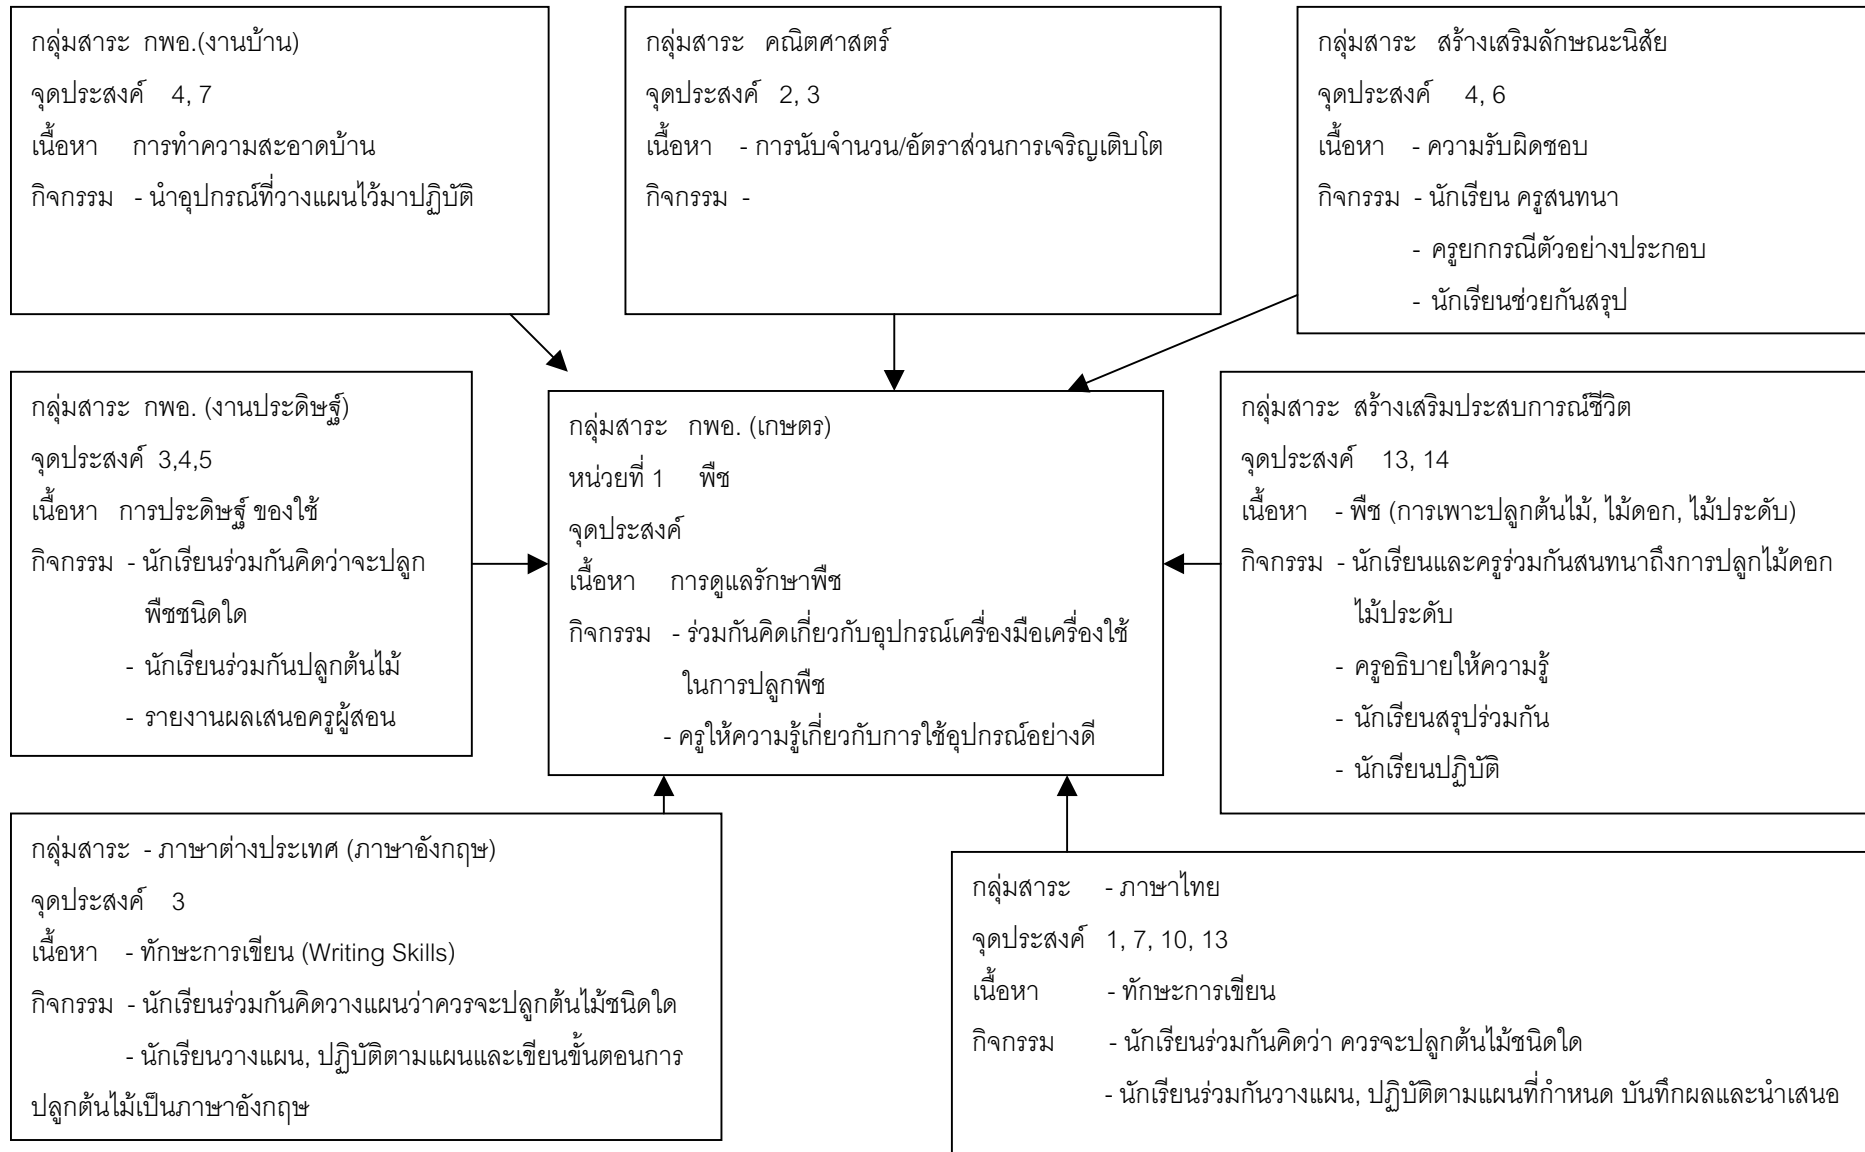 กลุ่มสาระ กพอ.(งานบ้าน)
จุดประสงค์ 4, 7
เนื้อหา การทำความสะอาดบ้าน
กิจกรรม - นำอุปกรณ์ที่วางแผนไว้มาปฏิบัติ
กลุ่มสาระ คณิตศาสตร์
จุดประสงค์ 2, 3
เนื้อหา - การนับจำนวน/อัตราส่วนการเจริญเติบโต
กิจกรรม -
กลุ่มสาระ สร้างเสริมลักษณะนิสัย
จุดประสงค์ 4, 6
เนื้อหา - ความรับผิดชอบ
กิจกรรม - นักเรียน ครูสนทนา
- ครูยกกรณีตัวอย่างประกอบ
- นักเรียนช่วยกันสรุป
กลุ่มสาระ กพอ. (งานประดิษฐ์)
จุดประสงค์ 3,4,5
เนื้อหา การประดิษฐ์ ของใช้
กิจกรรม - นักเรียนร่วมกันคิดว่าจะปลูก
พืชชนิดใด
- นักเรียนร่วมกันปลูกต้นไม้
- รายงานผลเสนอครูผู้สอน
กลุ่มสาระ กพอ. (เกษตร)
หน่วยที่ 1 พืช
จุดประสงค์
เนื้อหา การดูแลรักษาพืช
กิจกรรม - ร่วมกันคิดเกี่ยวกับอุปกรณ์เครื่องมือเครื่องใช้
ในการปลูกพืช
- ครูให้ความรู้เกี่ยวกับการใช้อุปกรณ์อย่างดี
กลุ่มสาระ สร้างเสริมประสบการณ์ชีวิต
จุดประสงค์ 13, 14
เนื้อหา - พืช (การเพาะปลูกต้นไม้, ไม้ดอก, ไม้ประดับ)
กิจกรรม - นักเรียนและครูร่วมกันสนทนาถึงการปลูกไม้ดอก
ไม้ประดับ
- ครูอธิบายให้ความรู้
- นักเรียนสรุปร่วมกัน
- นักเรียนปฏิบัติ
กลุ่มสาระ - ภาษาต่างประเทศ (ภาษาอังกฤษ)
จุดประสงค์ 3
เนื้อหา - ทักษะการเขียน (Writing Skills)
กิจกรรม - นักเรียนร่วมกันคิดวางแผนว่าควรจะปลูกต้นไม้ชนิดใด
- นักเรียนวางแผน, ปฏิบัติตามแผนและเขียนขั้นตอนการ
ปลูกต้นไม้เป็นภาษาอังกฤษ
กลุ่มสาระ - ภาษาไทย
จุดประสงค์ 1, 7, 10, 13
เนื้อหา - ทักษะการเขียน
กิจกรรม - นักเรียนร่วมกันคิดว่า ควรจะปลูกต้นไม้ชนิดใด
- นักเรียนร่วมกันวางแผน, ปฏิบัติตามแผนที่กำหนด บันทึกผลและนำเสนอ